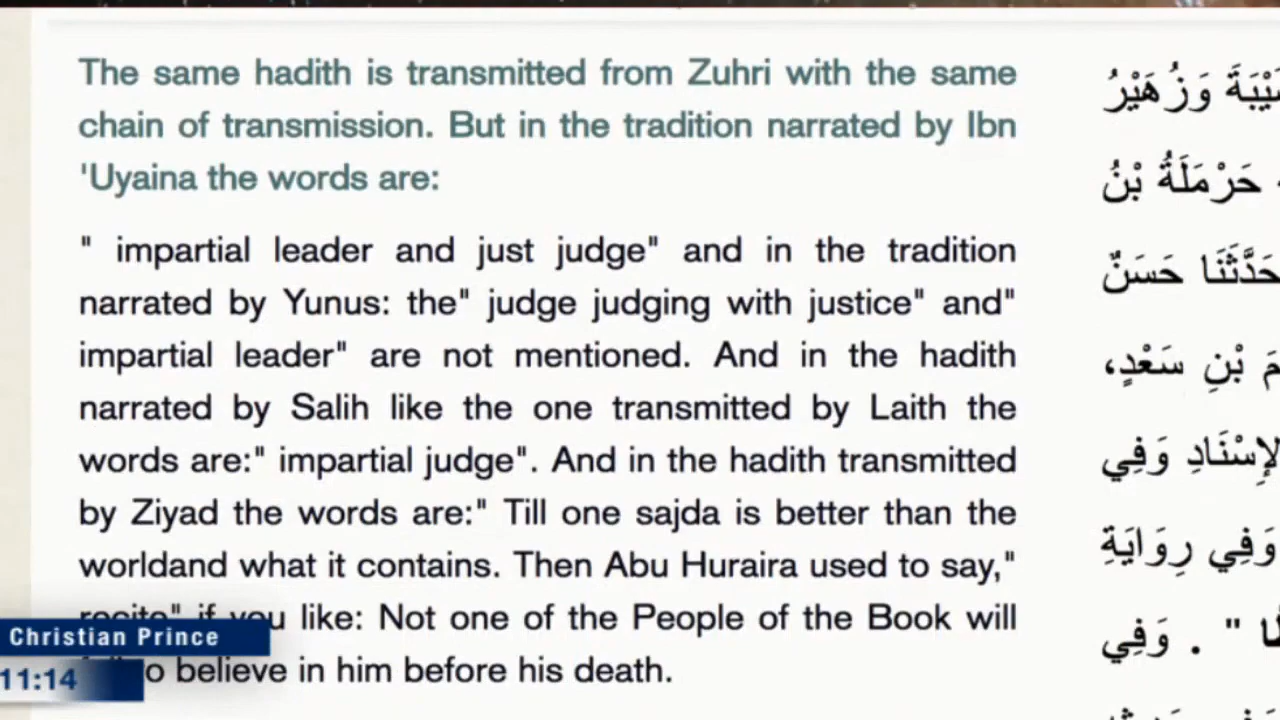 The same hadith is transmitted from Zuhri with the same
chain of transmission. But in the tradition narrated by Ibn
'Uyaina the words are:
" impartial leader and just judge" and in the tradition
narrated by Yunus: the" judge judging with justice" and"
impartial leader" are not mentioned. And in the hadith
narrated by Salih like the one transmitted by Laith the
words are:" impartial judge". And in the hadith transmitted
by Ziyad the words are:" Till one sajda is better than the
worldand what it contains. Then Abu Huraira used to say,"
if you like: Not one of the People of the Book will
believe in him before his death.
وَزُهَيْرُ
حَرْمَلَةُ بْنُ
حَدَّثَنَا حَسَنٌ
بْنِ سَعْدٍ،
الإِسْنَادِ وَفِي
وَفِي رِوَايَةِ
" . وَفِي
Christian Prince
11:14